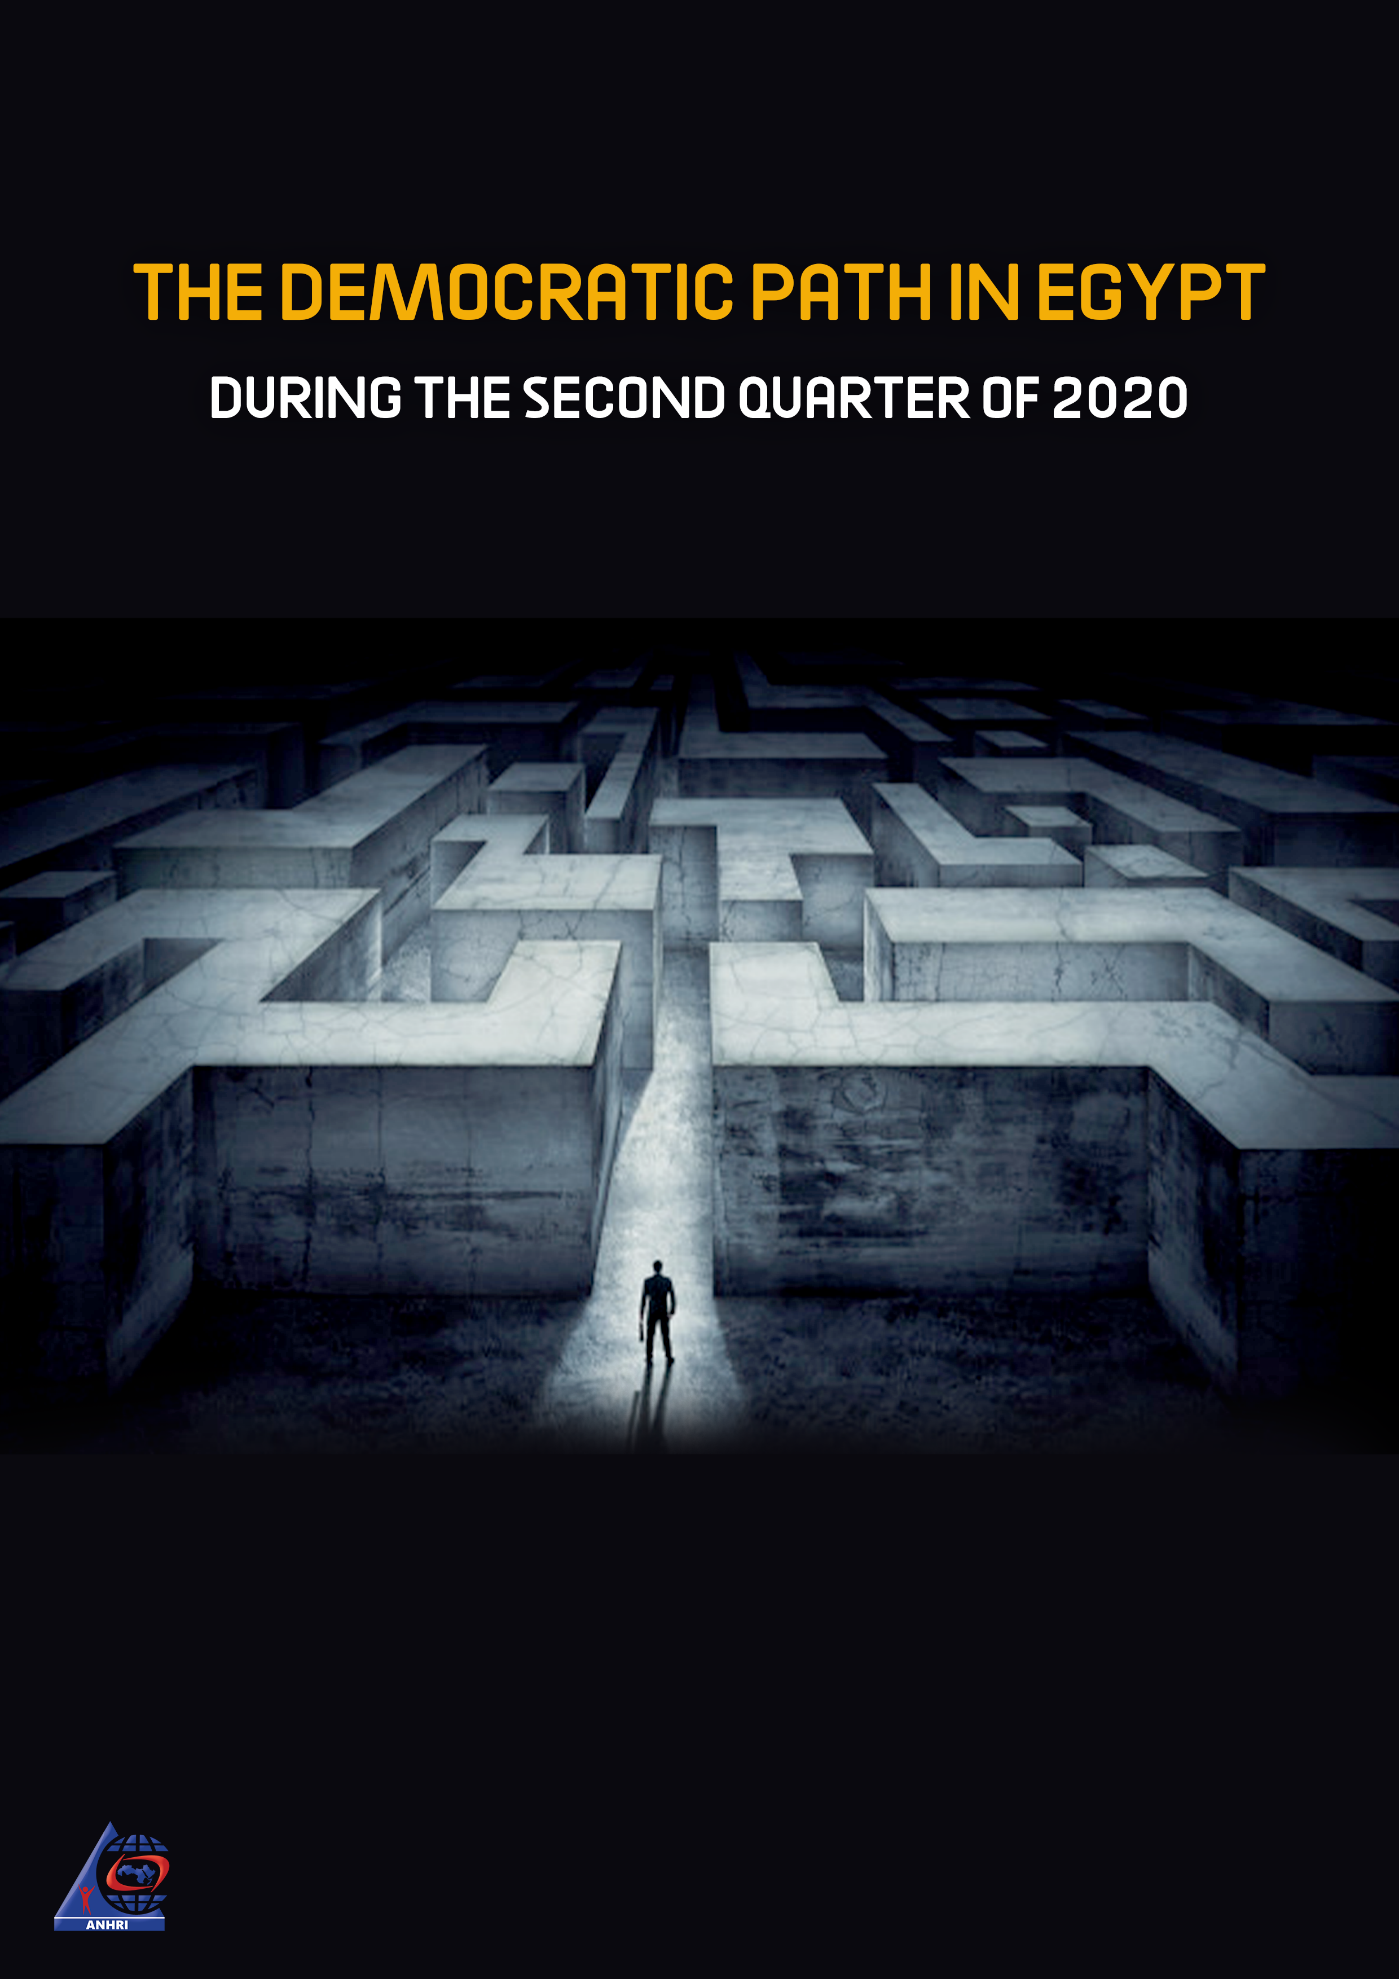 THE DEMOCRATIC PATH IN EGYPT
DURING THE SECOND QUARTER OF 2020
ANHRI